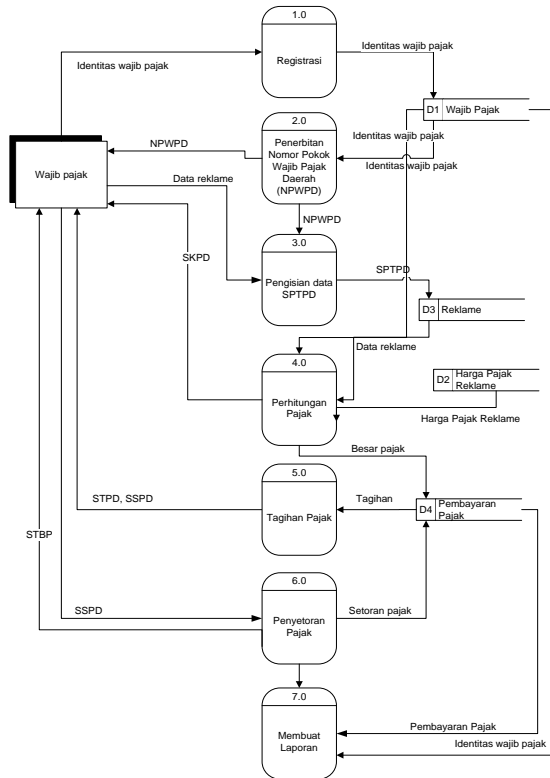 1.0
Registrasi
Identitas wajib pajak
Identitas wajib pajak
D1 Wajib Pajak
2.0
Penerbitan
Nomor Pokok
Wajib Pajak
Daerah
(NPWPD)
NPWPD
Identitas wajib pajak
Identitas wajib pajak
Wajib pajak
Data reklame
NPWPD
SKPD
3.0
Pengisian data
SPTPD
SPTPD
D3 Reklame
Data reklame
4.0
Perhitungan
Pajak
D2 Harga Pajak
Reklame
Harga Pajak Reklame
Besar pajak
5.0
Tagihan Pajak
STPD, SSPD
Tagihan
D4 Pembayaran
Pajak
STBP
6.0
Penyetoran
Pajak
SSPD
Setoran pajak
7.0
Membuat
Laporan
Pembayaran Pajak
Identitas wajib pajak